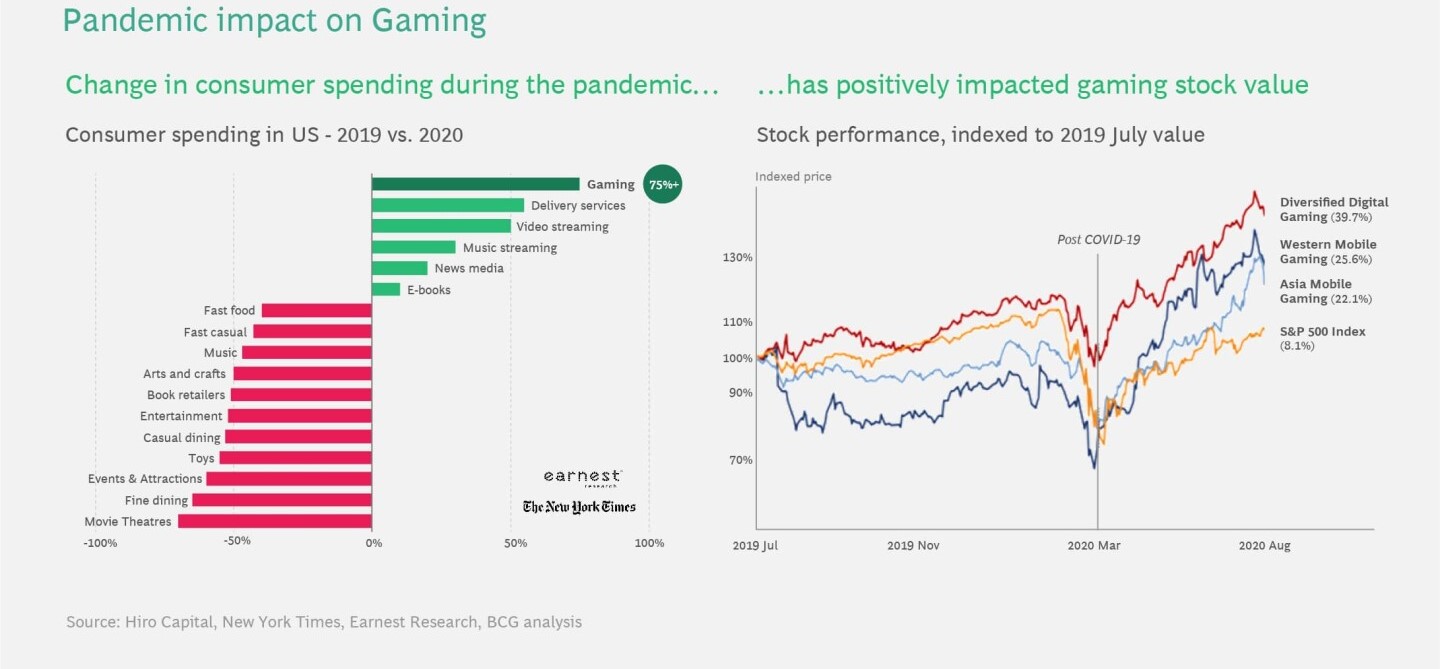 Pandemic impact on Gaming
Change in consumer spending during the pandemic...
Consumer spending in US - 2019 vs. 2020
Gaming
75%+
Delivery services
Video streaming
Music streaming
News media
E-books
Fast food
Fast casual
Music
Arts and crafts
Book retailers
Entertainment
Casual dining
Toys
Events & Attractions
Fine dining
Movie Theatres
-100%
-50%
0%
50%
100%
earnest
research
The New York Times
...has positively impacted gaming stock value
Stock performance, indexed to 2019 July value
Indexed price
130%
110%
100%
90%
70%
Post COVID-19
Diversified Digital
Gaming (39.7%)
Western Mobile
Gaming (25.6%)
Asia Mobile
Gaming (22.1%)
S&P 500 Index
(8.1%)
2019 Jul
2019 Nov
2020 Mar
2020 Aug
Source: Hiro Capital, New York Times, Earnest Research, BCG analysis